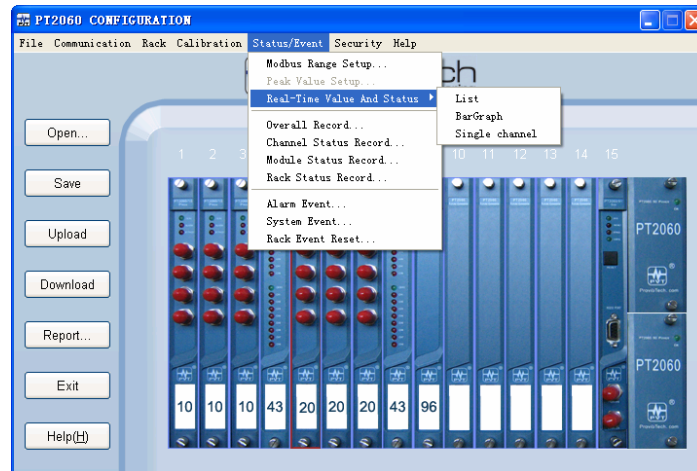 PT2060 CONFIGURATION
File Communication Rack Calibration Status/Event Security Help
Modbus Range Setup...
Peak Value Setup...
Real-Time Value And Status
List
BarGraph
Single channel
Overall Record...
Channel Status Record...
Module Status Record...
Rack Status Record...
Alarm Event...
System Event...
Rack Event Reset...
ch
Open...
Save
Upload
Download
Report...
Exit
Help(H)
1 2 3 10 11 12 13 14 15
PT2060
PT2060
10 10 10 43 20 20 20 43 96